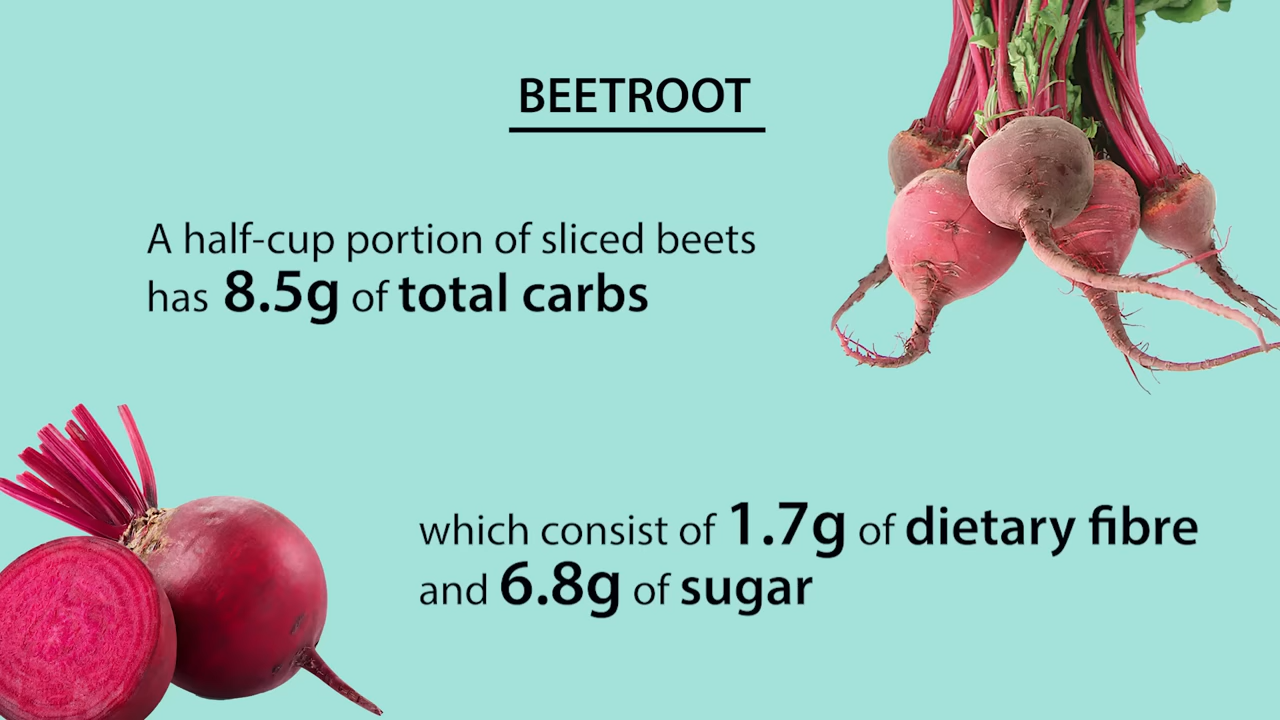 BEETROOT
A half-cup portion of sliced beets
has 8.5g of total carbs
which consist of 1.7g of dietary fibre
and 6.8g of sugar